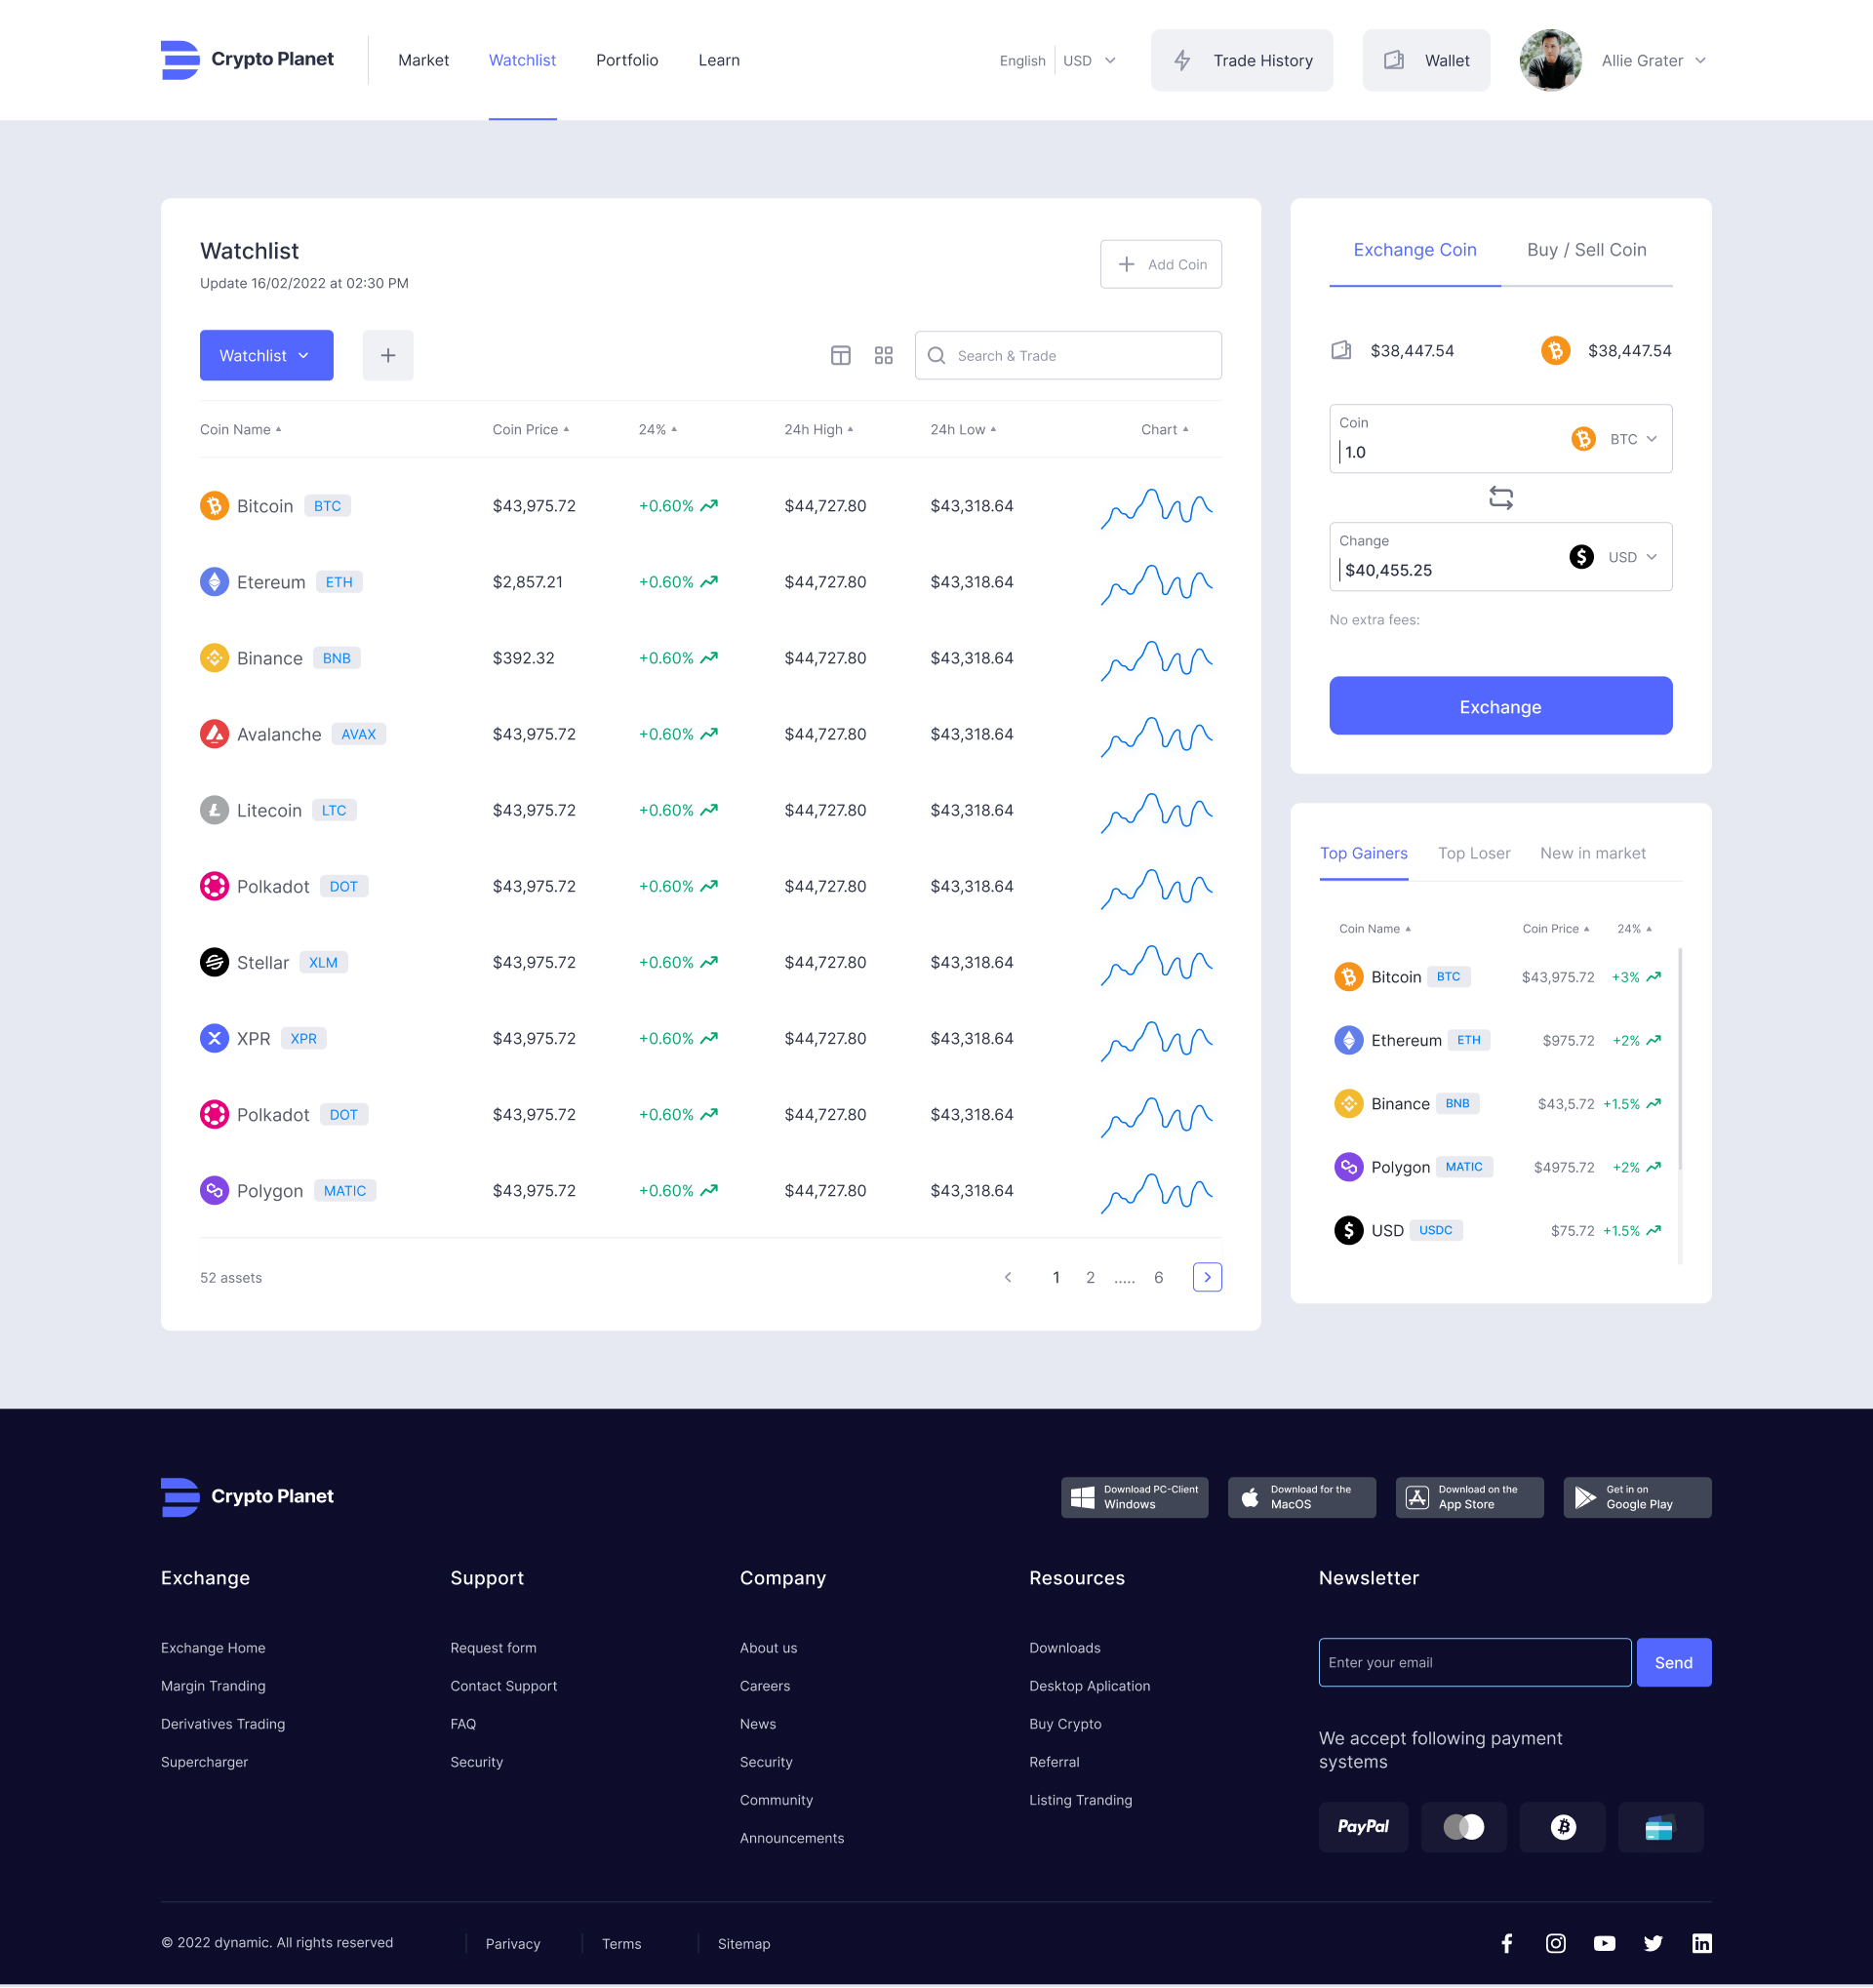 Crypto Planet
Market Watchlist Portfolio Learn
English USD
Trade History
Wallet
Allie Grater
Watchlist
Update 16/02/2022 at 02:30 PM
Add Coin
Watchlist
Search & Trade
Coin Name Coin Price 24% 24h High 24h Low Chart
Bitcoin BTC $43,975.72 +0.60% $44,727.80 $43,318.64
Etereum ETH $2,857.21 +0.60% $44,727.80 $43,318.64
Binance BNB $392.32 +0.60% $44,727.80 $43,318.64
Avalanche AVAX $43,975.72 +0.60% $44,727.80 $43,318.64
Litecoin LTC $43,975.72 +0.60% $44,727.80 $43,318.64
Polkadot DOT $43,975.72 +0.60% $44,727.80 $43,318.64
Stellar XLM $43,975.72 +0.60% $44,727.80 $43,318.64
XPR XPR $43,975.72 +0.60% $44,727.80 $43,318.64
Polkadot DOT $43,975.72 +0.60% $44,727.80 $43,318.64
Polygon MATIC $43,975.72 +0.60% $44,727.80 $43,318.64
52 assets
1 2 ..... 6
Exchange Coin Buy / Sell Coin
$38,447.54 $38,447.54
Coin
1.0 BTC
Change
$40,455.25 USD
No extra fees:
Exchange
Top Gainers Top Loser New in market
Coin Name Coin Price 24%
Bitcoin BTC $43,975.72 +3%
Ethereum ETH $975.72 +2%
Binance BNB $43,5.72 +1.5%
Polygon MATIC $4975.72 +2%
USD USDC $75.72 +1.5%
Crypto Planet
Download PC-Client
Windows
Download for the
MacOS
Download on the
App Store
Get in on
Google Play
Exchange
Exchange Home
Margin Tranding
Derivatives Trading
Supercharger
Support
Request form
Contact Support
FAQ
Security
Company
About us
Careers
News
Security
Community
Announcements
Resources
Downloads
Desktop Aplication
Buy Crypto
Referral
Listing Tranding
Newsletter
Enter your email
Send
We accept following payment
systems
PayPal
© 2022 dynamic. All rights reserved
Parivacy
Terms
Sitemap